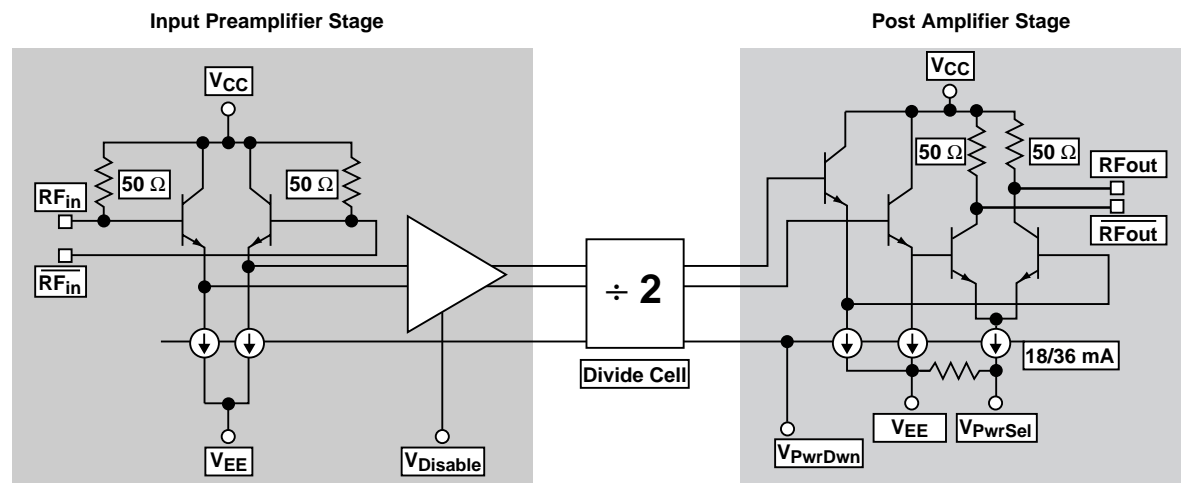 Input Preamplifier Stage
Post Amplifier Stage
VCC
VCC
50 Ω
50 Ω
50 Ω
50 Ω
RFin
RFin
RFout
RFout
÷ 2
Divide Cell
18/36 mA
VEE
VDisable
VPwrDwn
VEE
VPwrSel